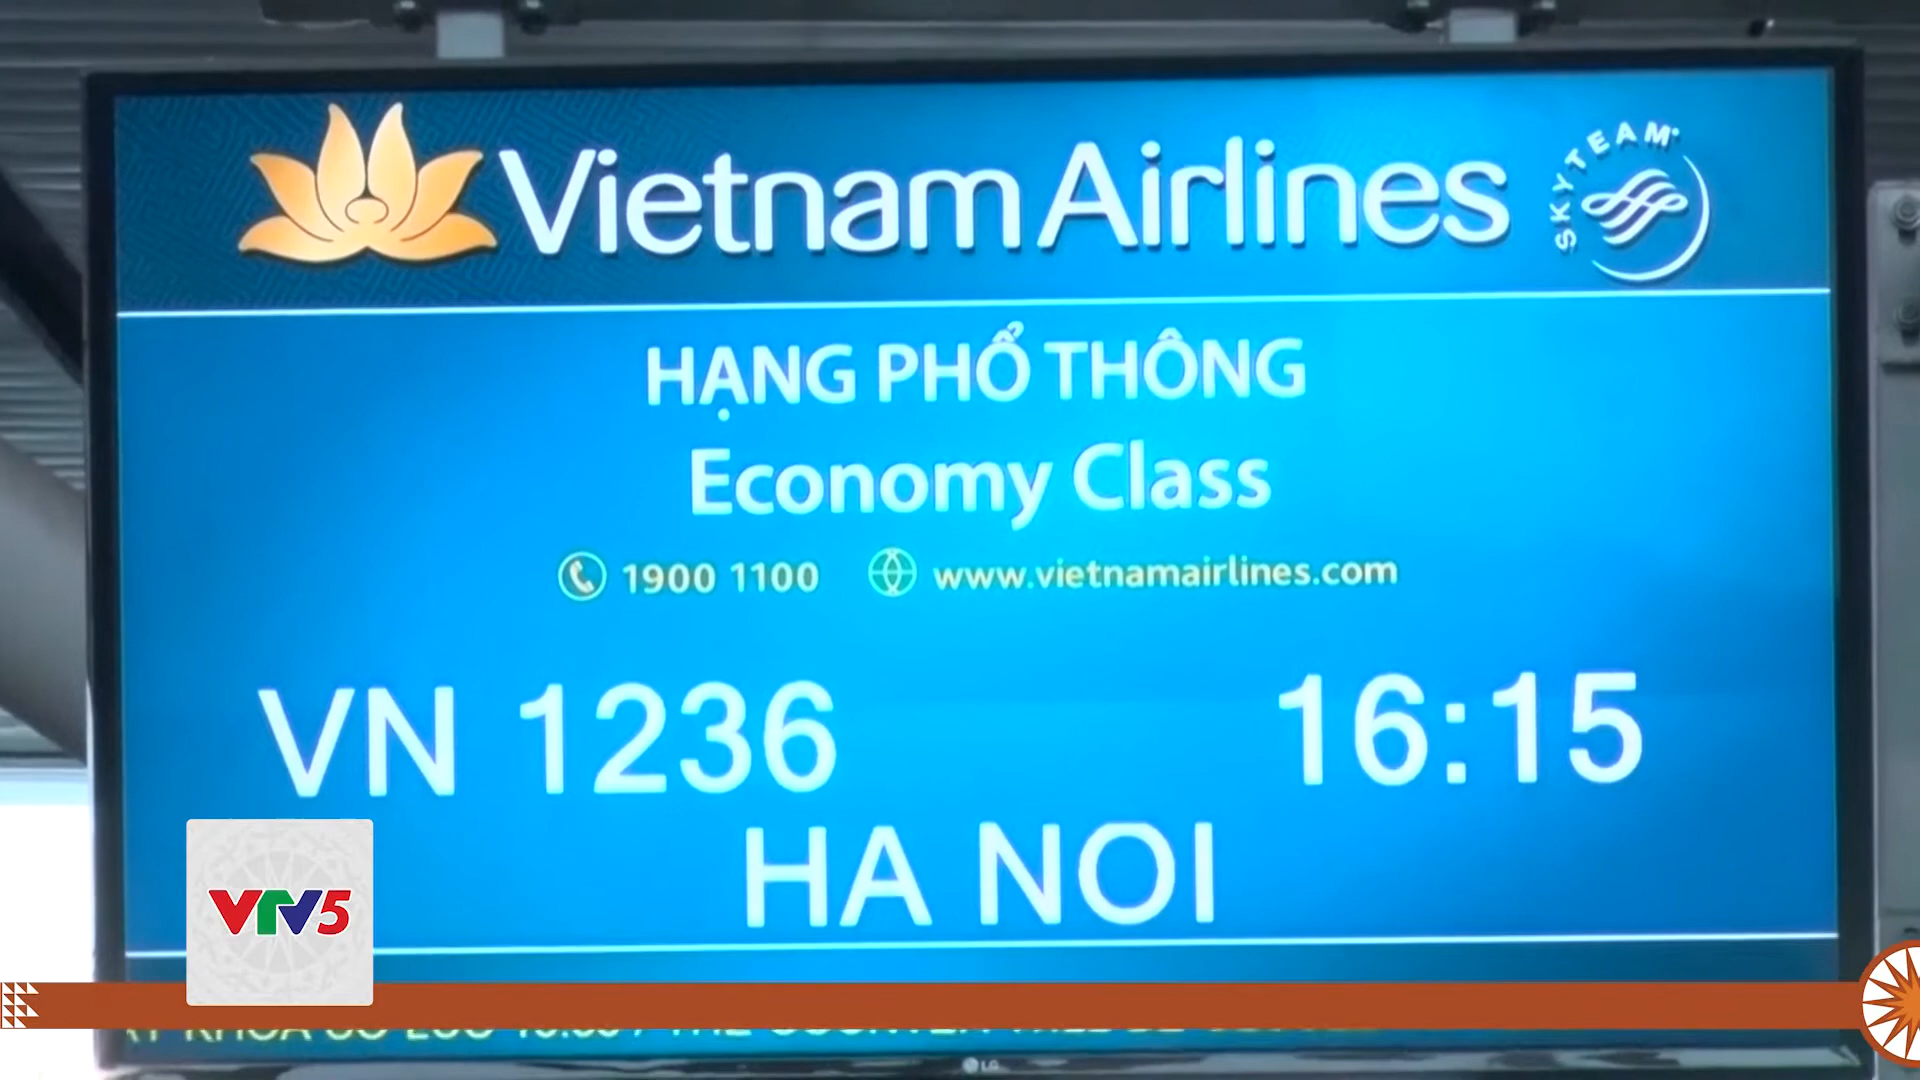 Vietnam Airlines
SKYTEAM
HẠNG PHỔ THÔNG
Economy Class
1900 1100 www.vietnamairlines.com
VN 1236 16:15
HA NOI
VTV5
LG